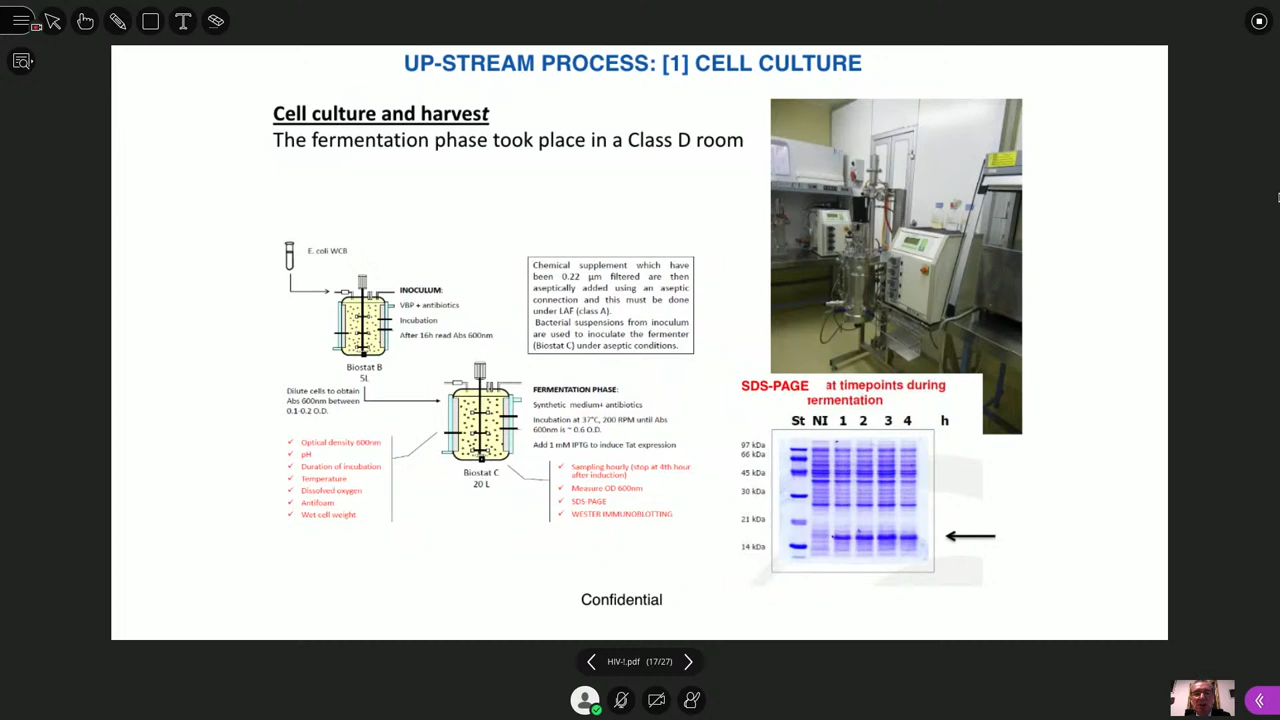 UP-STREAM PROCESS: [1] CELL CULTURE
Cell culture and harvest
The fermentation phase took place in a Class D room
E. coli WCB
INOCULUM:
VBP + antibiotics
Incubation
After 16h read Abs 600nm
Biostat B
5L
Chemical supplement which have
been 0.22 µm filtered are then
aseptically added using an aseptic
connection and this must be done
under LAF (class A).
Bacterial suspensions from inoculum
are used to inoculate the fermenter
(Biostat C) under aseptic conditions.
Dilute cells to obtain
Abs 600nm between
0.1-0.2 O.D.
FERMENTATION PHASE:
Synthetic medium+ antibiotics
Incubation at 37°C, 200 RPM until Abs
600nm is ~ 0.6 O.D.
Add 1 mM IPTG to induce Tat expression
Biostat C
20 L
✓ Optical density 600nm
✓ pH
✓ Duration of incubation
✓ Temperature
✓ Dissolved oxygen
✓ Antifoam
✓ Wet cell weight
✓ Sampling hourly (stop at 4th hour
after induction)
✓ Measure OD 600nm
✓ SDS-PAGE
✓ WESTER IMMUNOBLOTTING
SDS-PAGE at timepoints during
fermentation
St NI 1 2 3 4 h
97 kDa
66 kDa
45 kDa
30 kDa
21 kDa
14 kDa
Confidential
HIV-!.pdf (17/27)